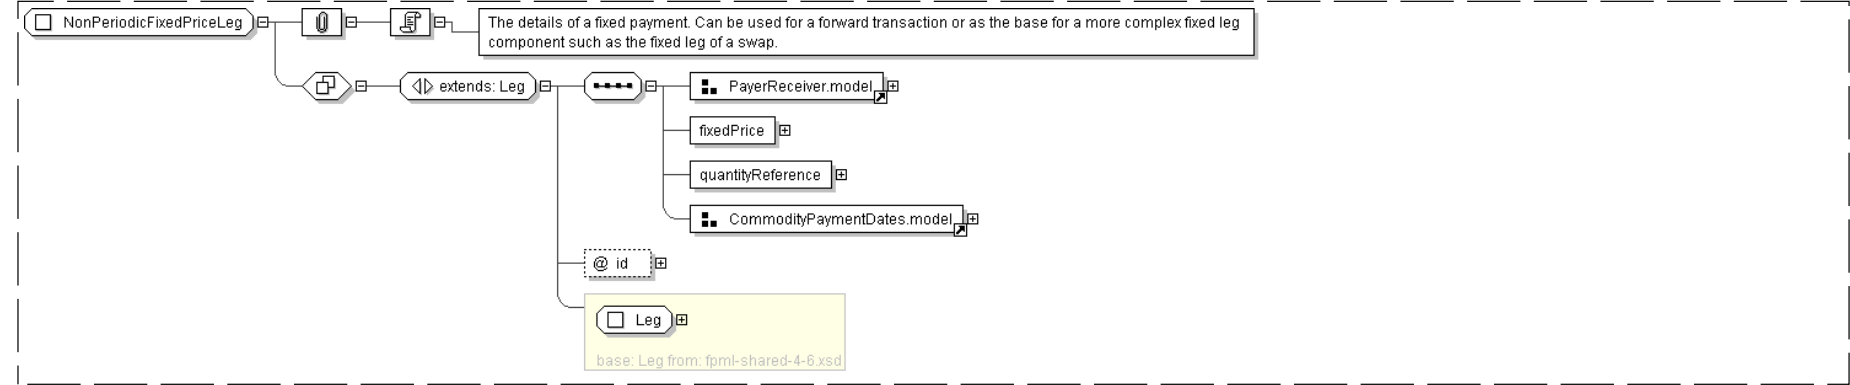 NonPeriodicFixedPriceLeg
The details of a fixed payment. Can be used for a forward transaction or as the base for a more complex fixed leg
component such as the fixed leg of a swap.
extends: Leg
PayerReceiver.model
fixedPrice
quantityReference
CommodityPaymentDates.model
@ id
Leg
base: Leg from: fpml-shared-4-6.xsd